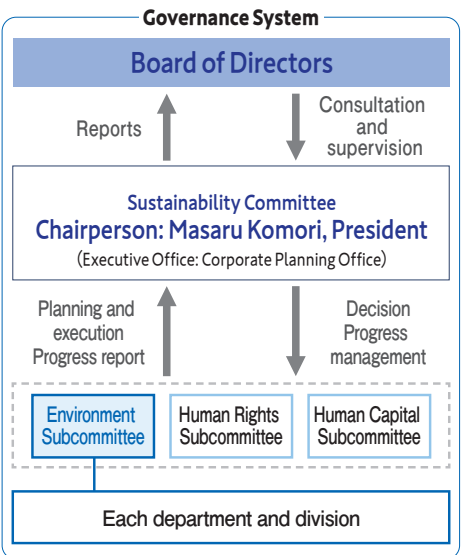 Governance System
Board of Directors
Reports
Consultation
and
supervision
Sustainability Committee
Chairperson: Masaru Komori, President
(Executive Office: Corporate Planning Office)
Planning and
execution
Progress report
Decision
Progress
management
Environment
Subcommittee
Human Rights
Subcommittee
Human Capital
Subcommittee
Each department and division